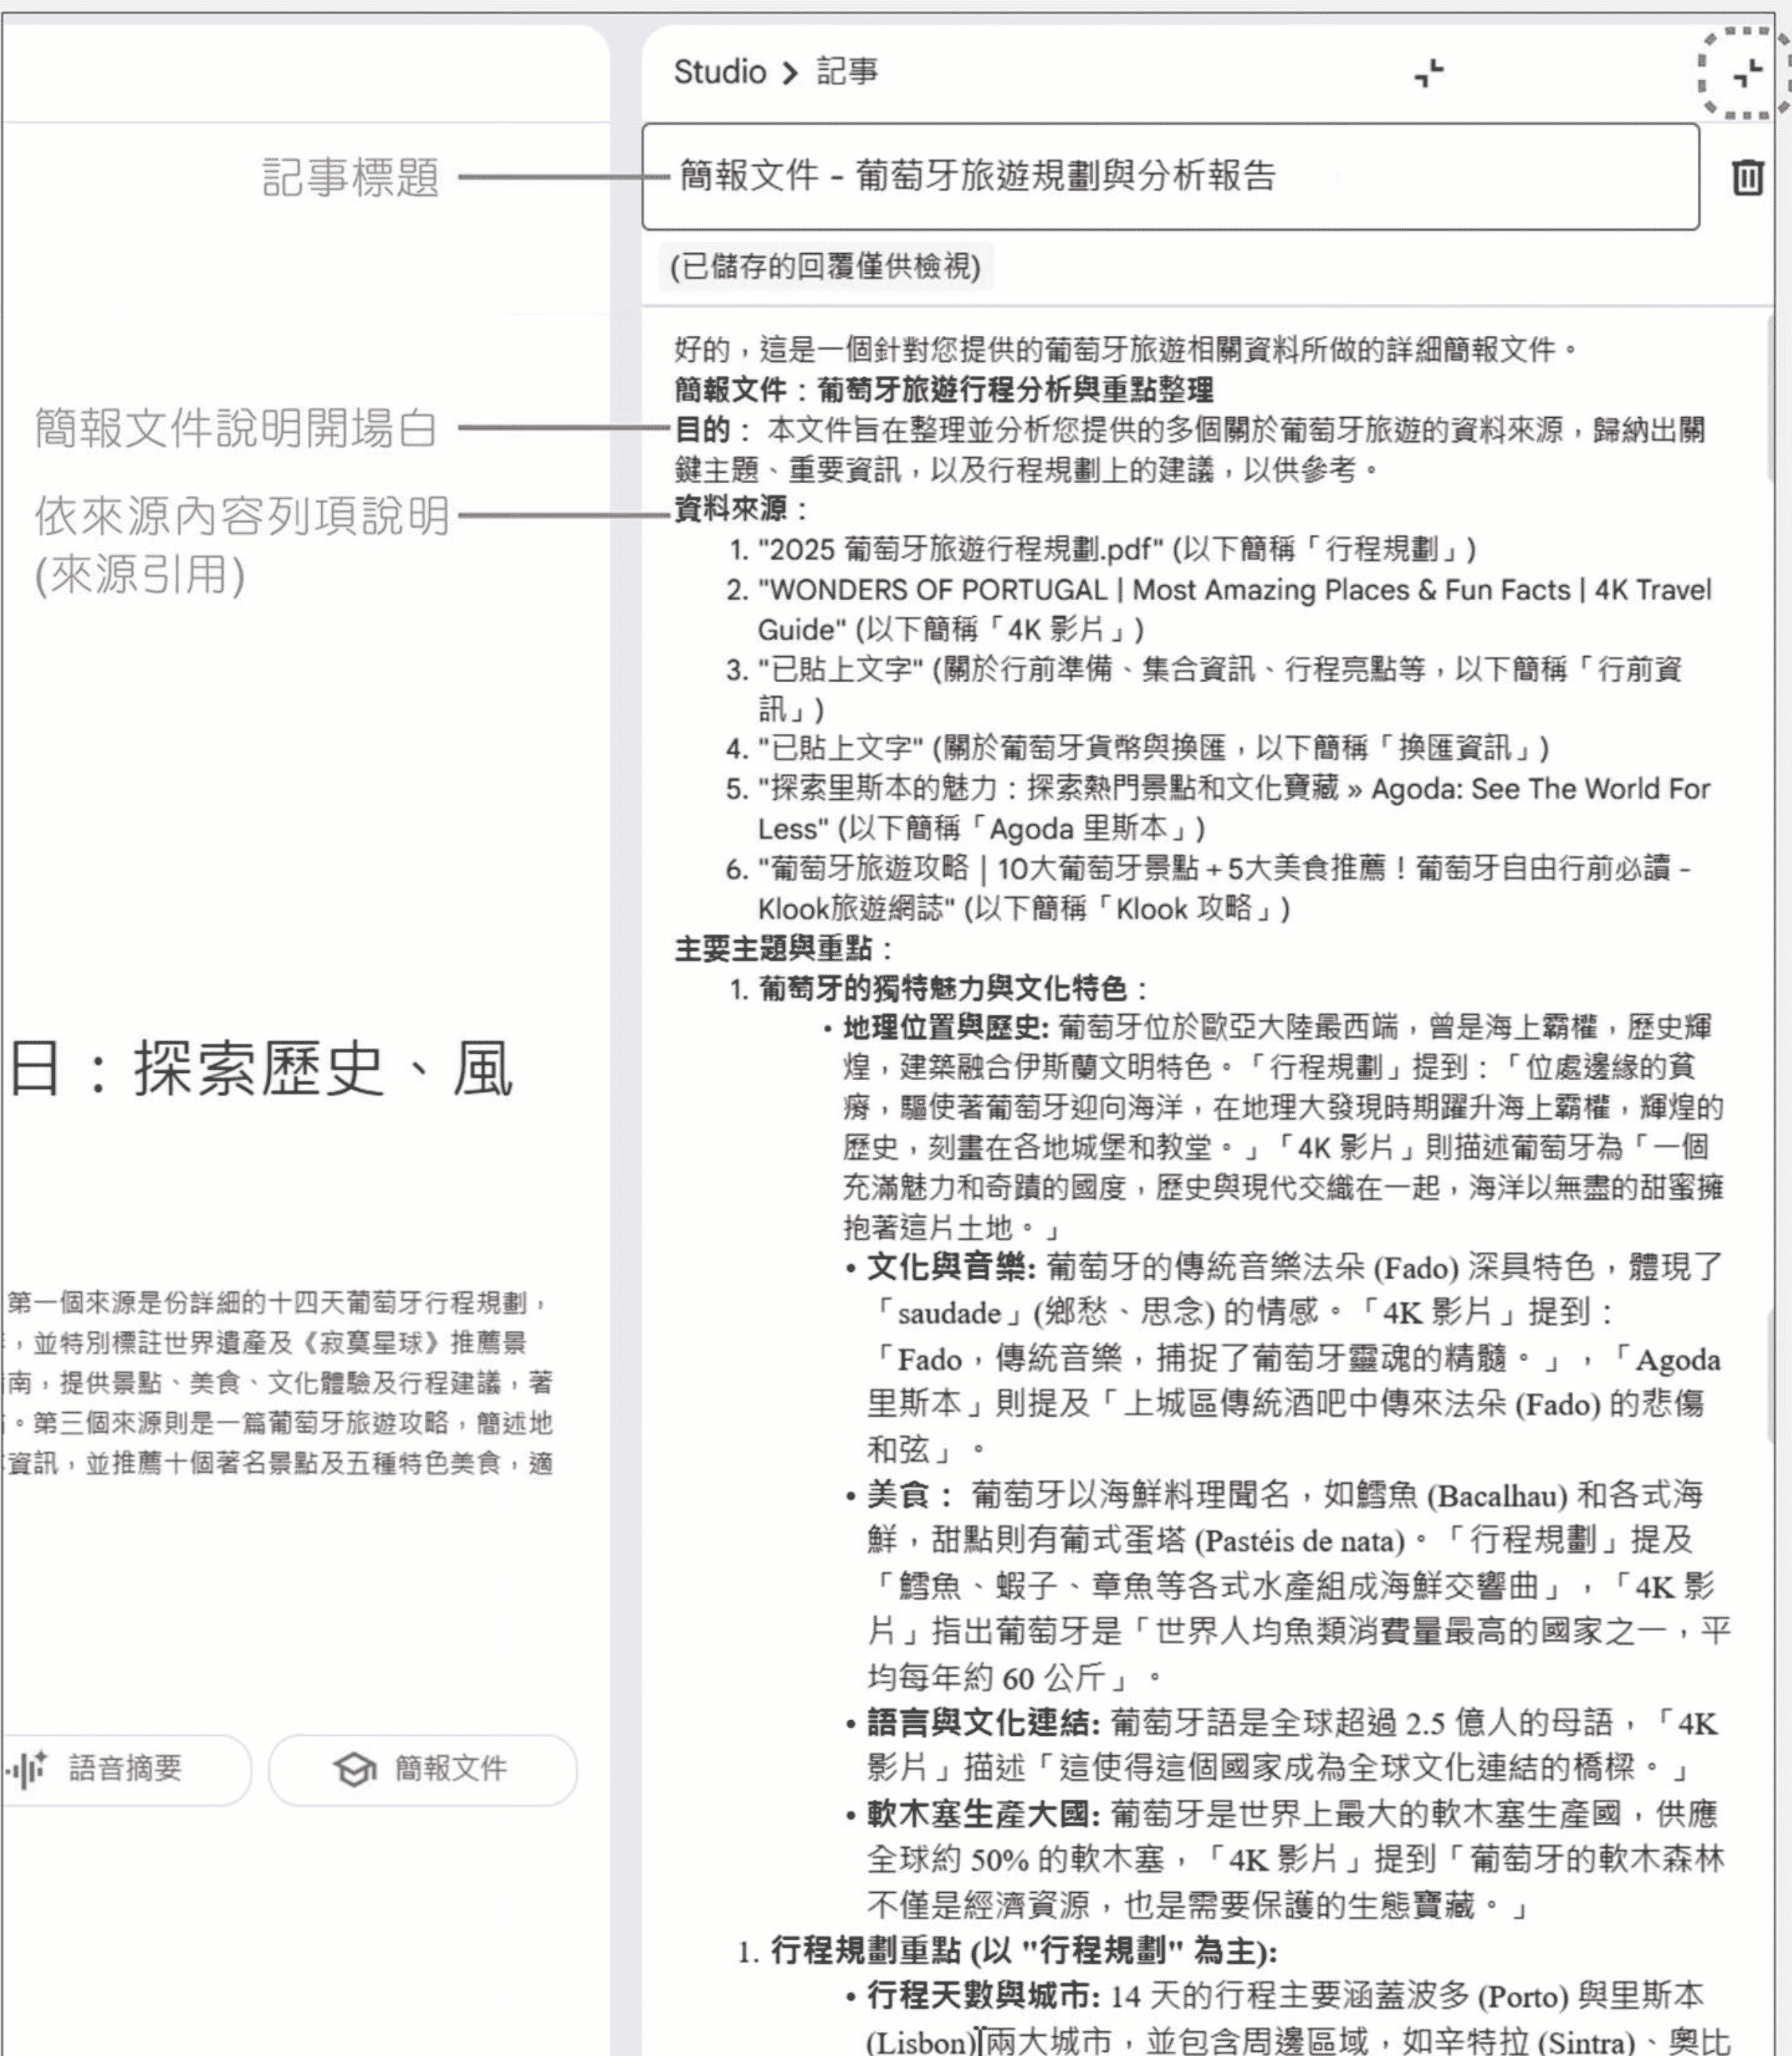 Studio > 記事
記事標題
簡報文件 - 葡萄牙旅遊規劃與分析報告
(已儲存的回覆僅供檢視)
好的，這是一個針對您提供的葡萄牙旅遊相關資料所做的詳細簡報文件。
簡報文件：葡萄牙旅遊行程分析與重點整理
簡報文件說明開場白
目的： 本文件旨在整理並分析您提供的多個關於葡萄牙旅遊的資料來源，歸納出關
鍵主題、重要資訊，以及行程規劃上的建議，以供參考。
依來源內容列項說明
(來源引用)
資料來源：
1. "2025 葡萄牙旅遊行程規劃.pdf" (以下簡稱「行程規劃」)
2. "WONDERS OF PORTUGAL | Most Amazing Places & Fun Facts | 4K Travel
Guide" (以下簡稱「4K 影片」)
3. "已貼上文字" (關於行前準備、集合資訊、行程亮點等，以下簡稱「行前資
訊」)
4. "已貼上文字" (關於葡萄牙貨幣與換匯，以下簡稱「換匯資訊」)
5. "探索里斯本的魅力：探索熱門景點和文化寶藏 » Agoda: See The World For
Less" (以下簡稱「Agoda 里斯本」)
6. "葡萄牙旅遊攻略 | 10大葡萄牙景點＋5大美食推薦！葡萄牙自由行前必讀 -
Klook旅遊網誌" (以下簡稱「Klook 攻略」)
主要主題與重點：
1. 葡萄牙的獨特魅力與文化特色：
• 地理位置與歷史: 葡萄牙位於歐亞大陸最西端，曾是海上霸權，歷史輝
煌，建築融合伊斯蘭文明特色。「行程規劃」提到：「位處邊緣的貧
瘠，驅使著葡萄牙迎向海洋，在地理大發現時期躍升海上霸權，輝煌的
歷史，刻畫在各地城堡和教堂。」「4K 影片」則描述葡萄牙為「一個
充滿魅力和奇蹟的國度，歷史與現代交織在一起，海洋以無盡的甜蜜擁
抱著這片土地。」
• 文化與音樂: 葡萄牙的傳統音樂法朵 (Fado) 深具特色，體現了
「saudade」(鄉愁、思念) 的情感。「4K 影片」提到：
「Fado，傳統音樂，捕捉了葡萄牙靈魂的精髓。」，「Agoda
里斯本」則提及「上城區傳統酒吧中傳來法朵 (Fado) 的悲傷
和弦」。
• 美食： 葡萄牙以海鮮料理聞名，如鱈魚 (Bacalhau) 和各式海
鮮，甜點則有葡式蛋塔 (Pastéis de nata)。「行程規劃」提及
「鱈魚、蝦子、章魚等各式水產組成海鮮交響曲」，「4K 影
片」指出葡萄牙是「世界人均魚類消費量最高的國家之一，平
均每年約 60 公斤」。
• 語言與文化連結: 葡萄牙語是全球超過 2.5 億人的母語，「4K
影片」描述「這使得這個國家成為全球文化連結的橋樑。」
• 軟木塞生產大國: 葡萄牙是世界上最大的軟木塞生產國，供應
全球約 50% 的軟木塞，「4K 影片」提到「葡萄牙的軟木森林
不僅是經濟資源，也是需要保護的生態寶藏。」
1. 行程規劃重點 (以 "行程規劃" 為主):
• 行程天數與城市: 14 天的行程主要涵蓋波多 (Porto) 與里斯本
(Lisbon)兩大城市，並包含周邊區域，如辛特拉 (Sintra)、奧比
日：探索歷史、風
第一個來源是份詳細的十四天葡萄牙行程規劃，
，並特別標註世界遺產及《寂寞星球》推薦景
南，提供景點、美食、文化體驗及行程建議，著
。第三個來源則是一篇葡萄牙旅遊攻略，簡述地
資訊，並推薦十個著名景點及五種特色美食，適
語音摘要
簡報文件